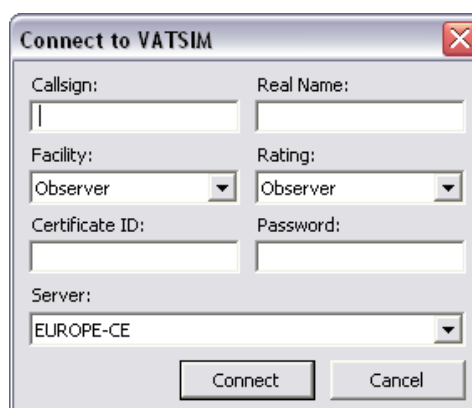 Connect to VATSIM
Callsign: Real Name:
Facility: Rating:
Observer Observer
Certificate ID: Password:
Server:
EUROPE-CE
Connect Cancel